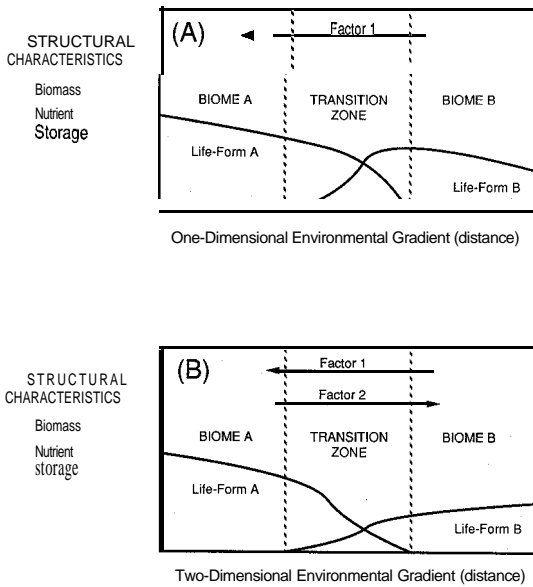 (A)
Factor 1
STRUCTURAL
CHARACTERISTICS
Biomass
Nutrient
Storage
BIOME A
TRANSITION
ZONE
BIOME B
Life-Form A
Life-Form B
One-Dimensional Environmental Gradient (distance)
(B)
Factor 1
Factor 2
STRUCTURAL
CHARACTERISTICS
Biomass
Nutrient
storage
BIOME A
TRANSITION
ZONE
BIOME B
Life-Form A
Life-Form B
Two-Dimensional Environmental Gradient (distance)